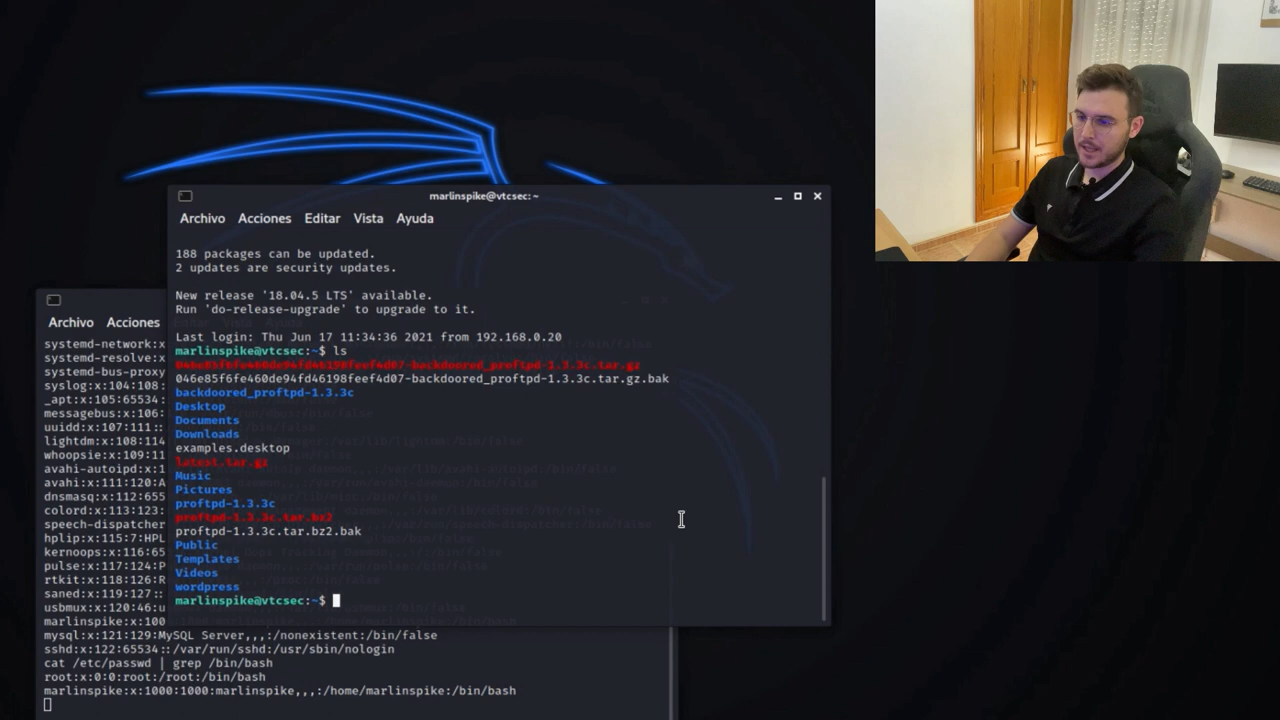 marlinspike@vtcsec: ~
Archivo Acciones Editar Vista Ayuda
188 packages can be updated.
2 updates are security updates.
New release '18.04.5 LTS' available.
Run 'do-release-upgrade' to upgrade to it.
Last login: Thu Jun 17 11:34:36 2021 from 192.168.0.20
marlinspike@vtcsec:~$ ls
046e85f6fe460de94fd46198feef4d07-backdoored_proftpd-1.3.3c.tar.gz
046e85f6fe460de94fd46198feef4d07-backdoored_proftpd-1.3.3c.tar.gz.bak
backdoored_proftpd-1.3.3c
Desktop
Documents
Downloads
examples.desktop
latest.tar.gz
Music
Pictures
proftpd-1.3.3c
proftpd-1.3.3c.tar.bz2
proftpd-1.3.3c.tar.bz2.bak
Public
Templates
Videos
wordpress
marlinspike@vtcsec:~$
Archivo Acciones
systemd-network:x
systemd-resolve:x
systemd-bus-proxy
syslog:x:104:108:
_apt:x:105:65534:
messagebus:x:106:
uuidd:x:107:111::
lightdm:x:108:114
whoopsie:x:109:11
avahi-autoipd:x:1
avahi:x:111:120:A
dnsmasq:x:112:655
colord:x:113:123:
speech-dispatcher
hplip:x:115:7:HPL
kernoops:x:116:65
pulse:x:117:124:P
rtkit:x:118:126:R
saned:x:119:127::
usbmux:x:120:46:u
marlinspike:x:100
mysql:x:121:129:MySQL Server,,,:/nonexistent:/bin/false
sshd:x:122:65534::/var/run/sshd:/usr/sbin/nologin
cat /etc/passwd | grep /bin/bash
root:x:0:0:root:/root:/bin/bash
marlinspike:x:1000:1000:marlinspike,,,:/home/marlinspike:/bin/bash